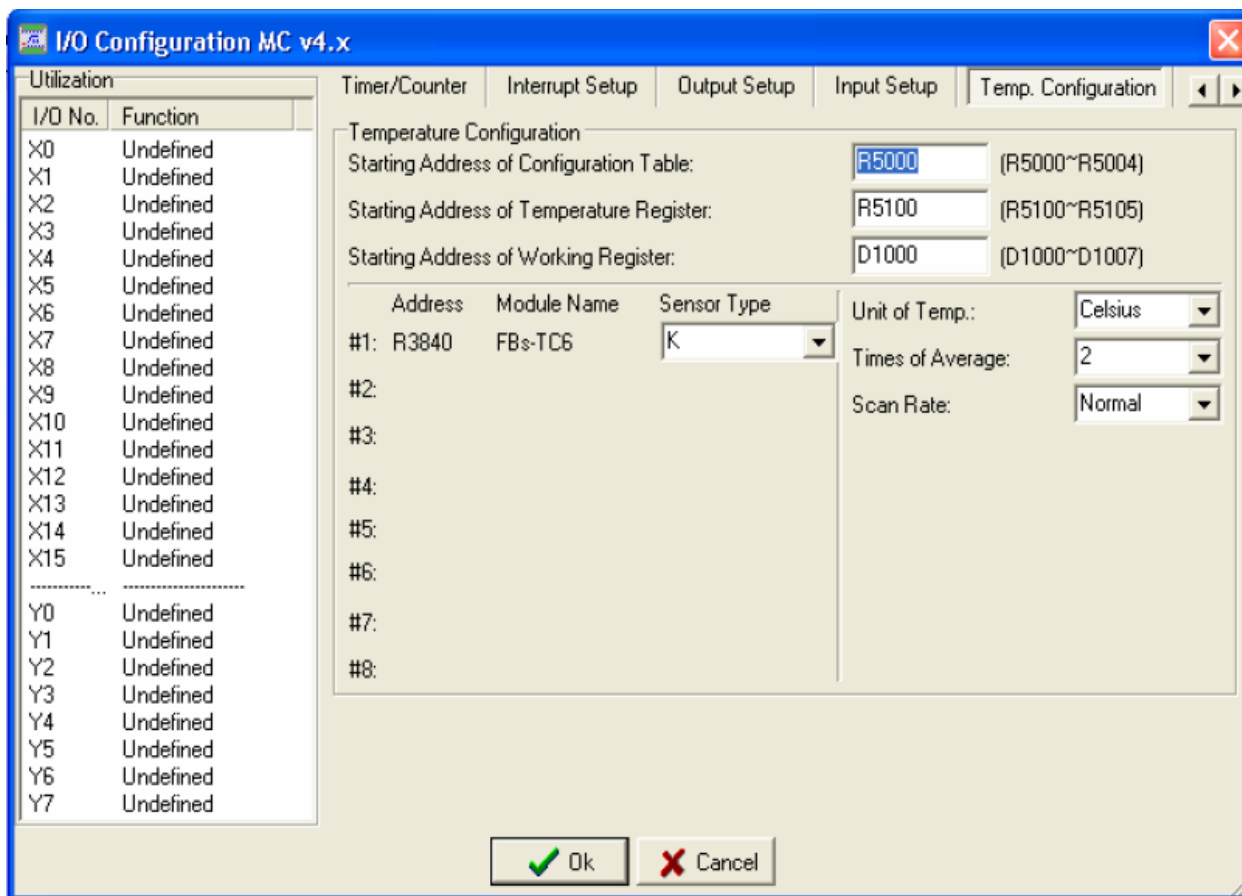 I/O Configuration MC v4.x
Utilization
I/O No. Function
X0 Undefined
X1 Undefined
X2 Undefined
X3 Undefined
X4 Undefined
X5 Undefined
X6 Undefined
X7 Undefined
X8 Undefined
X9 Undefined
X10 Undefined
X11 Undefined
X12 Undefined
X13 Undefined
X14 Undefined
X15 Undefined
-----------... ----------------------
Y0 Undefined
Y1 Undefined
Y2 Undefined
Y3 Undefined
Y4 Undefined
Y5 Undefined
Y6 Undefined
Y7 Undefined
Timer/Counter Interrupt Setup Output Setup Input Setup Temp. Configuration
Temperature Configuration
Starting Address of Configuration Table: R5000 (R5000~R5004)
Starting Address of Temperature Register: R5100 (R5100~R5105)
Starting Address of Working Register: D1000 (D1000~D1007)
Address Module Name Sensor Type
#1: R3840 FBs-TC6 K
#2:
#3:
#4:
#5:
#6:
#7:
#8:
Unit of Temp.: Celsius
Times of Average: 2
Scan Rate: Normal
Ok Cancel